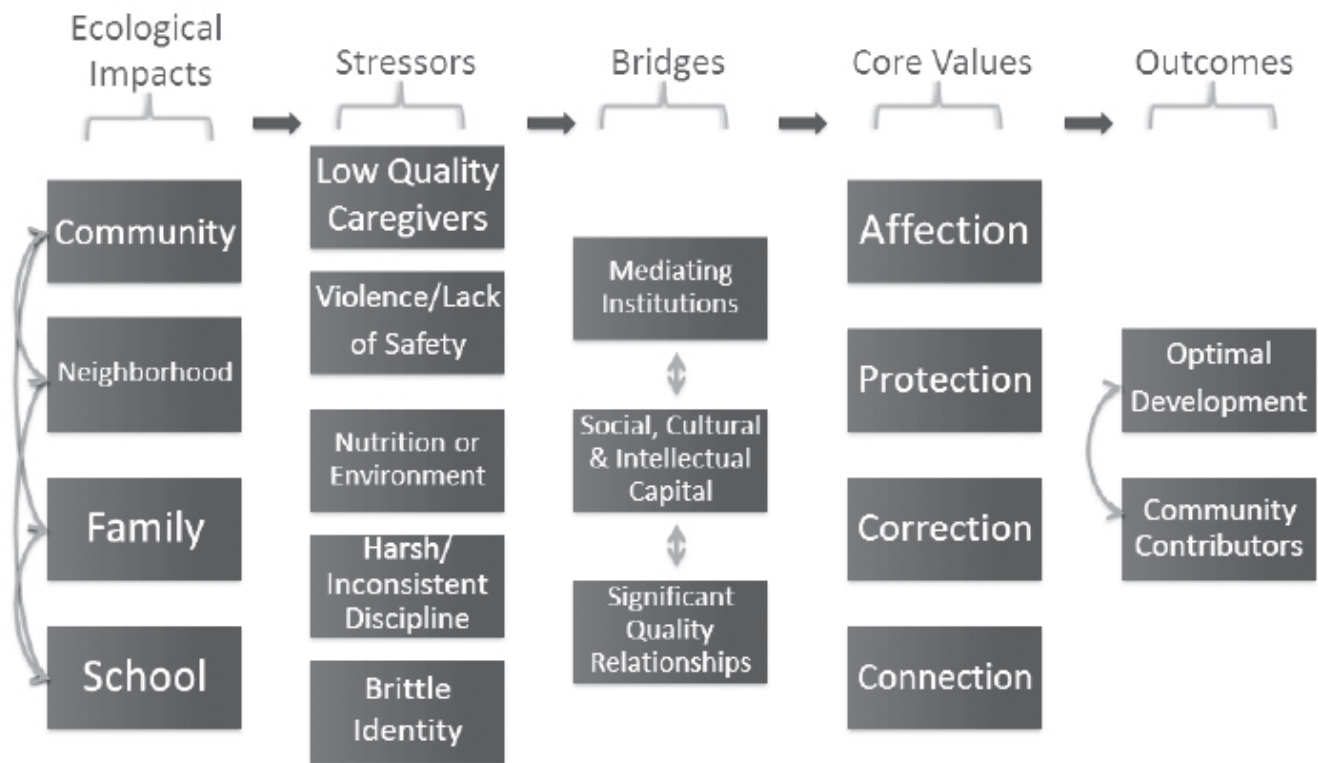 Ecological
Impacts
Stressors
Bridges
Core Values
Outcomes
Community
Neighborhood
Family
School
Low Quality
Caregivers
Violence/Lack
of Safety
Nutrition or
Environment
Harsh/
Inconsistent
Discipline
Brittle
Identity
Mediating
Institutions
Social, Cultural
& Intellectual
Capital
Significant
Quality
Relationships
Affection
Protection
Correction
Connection
Optimal
Development
Community
Contributors